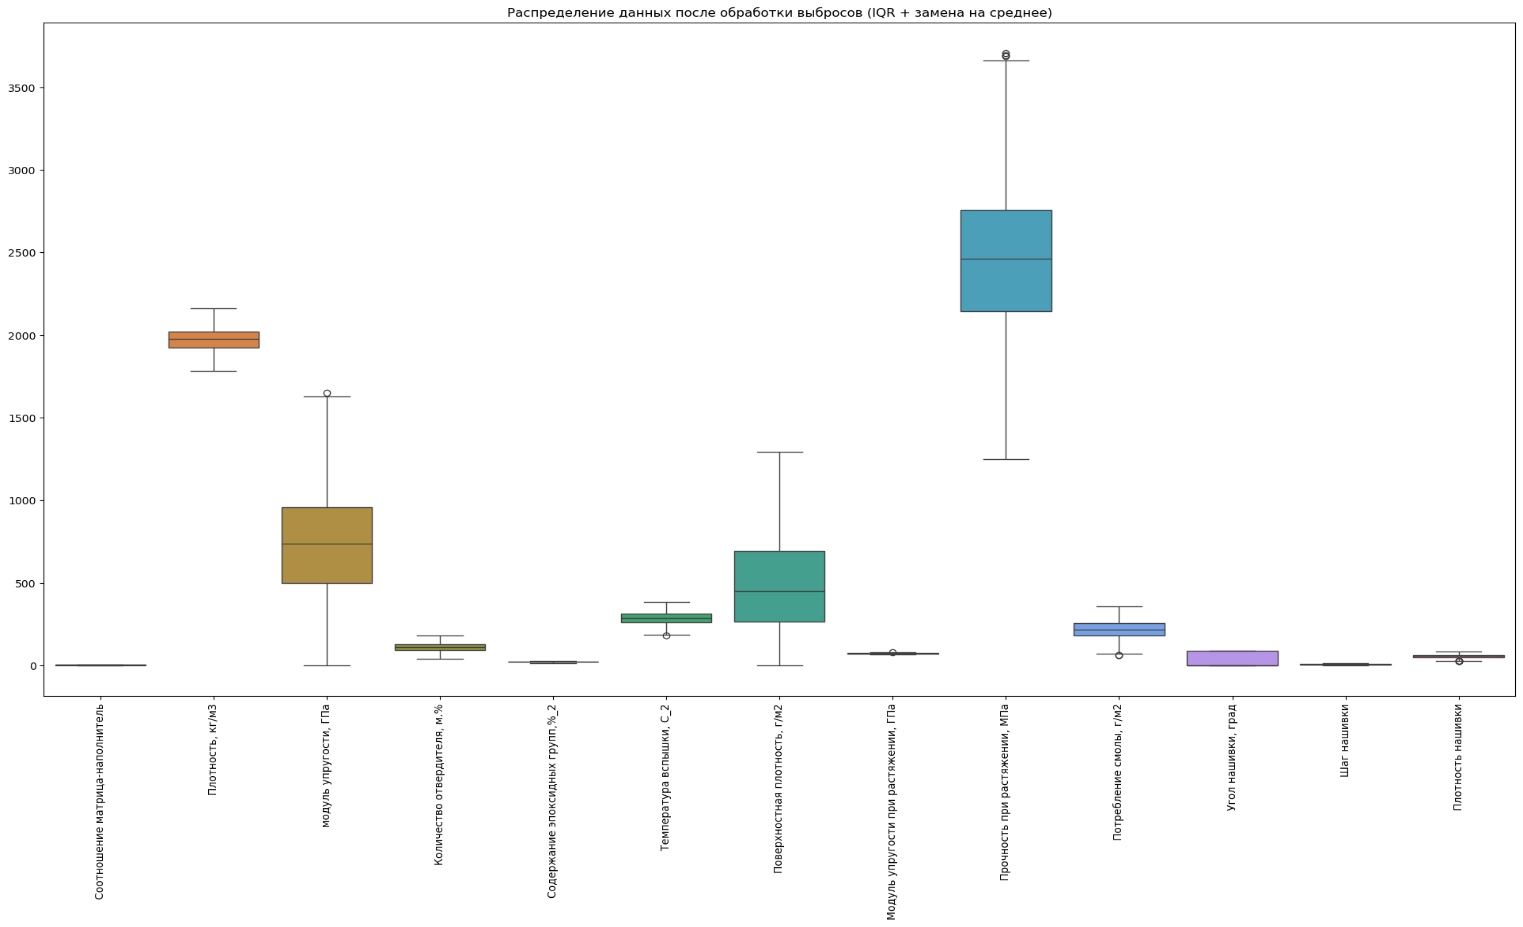 Распределение данных после обработки выбросов (IQR + замена на среднее)
3500
3000
2500
2000
1500
1000
500
0
Соотношение матрица-наполнитель
Плотность, кг/м3
модуль упругости, ГПа
Количество отвердителя, м.%
Содержание эпоксидных групп,%_2
Температура вспышки, С_2
Поверхностная плотность, г/м2
Модуль упругости при растяжении, ГПа
Прочность при растяжении, МПа
Потребление смолы, г/м2
Угол нашивки, град
Шаг нашивки
Плотность нашивки